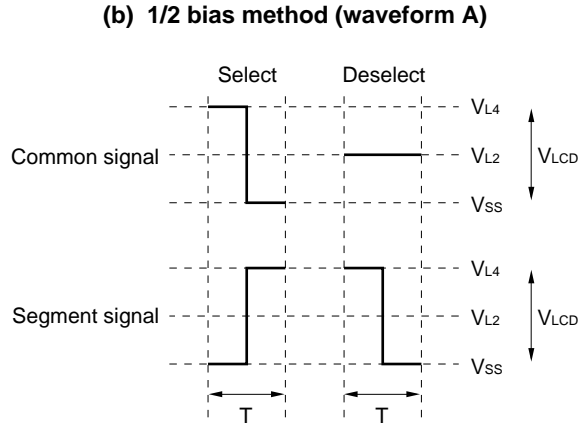 (b) 1/2 bias method (waveform A)
Select Deselect
VL4
Common signal VL2 VLCD
VSS
VL4
Segment signal VL2 VLCD
VSS
T T